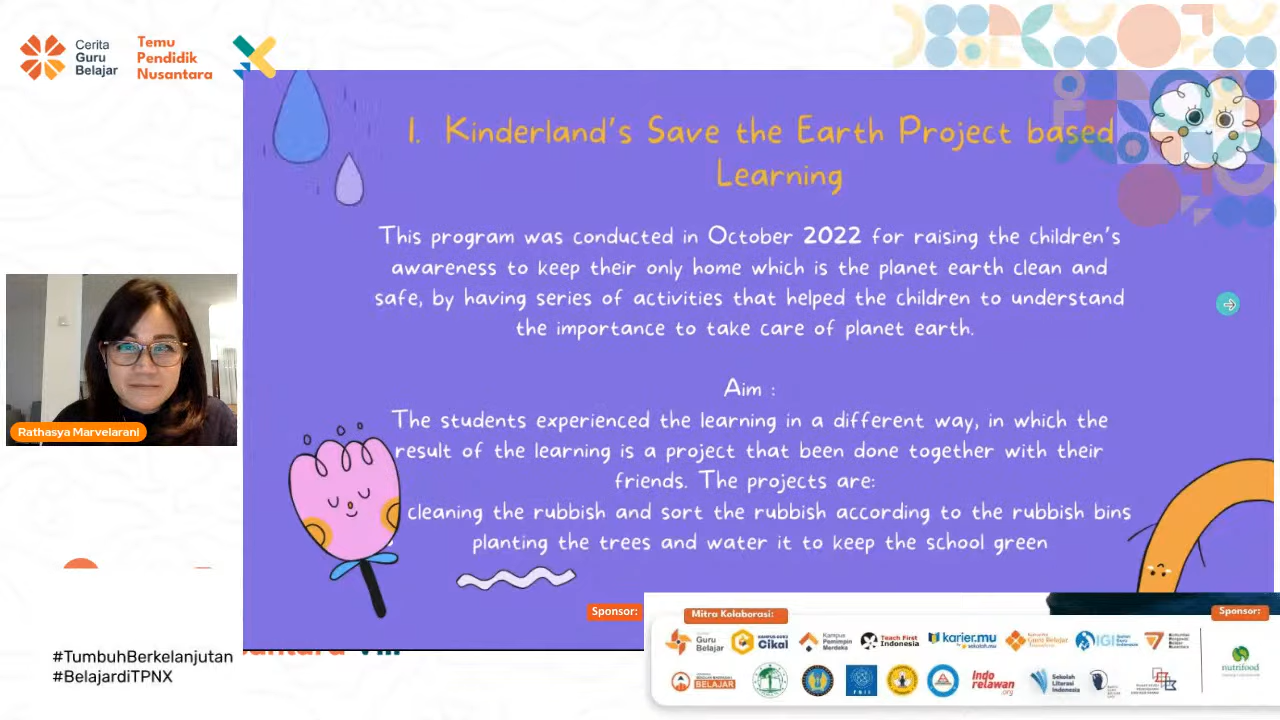 Cerita
Guru
Belajar
Temu
Pendidik
Nusantara
1. Kinderland's Save the Earth Project based
Learning
This program was conducted in October 2022 for raising the children's
awareness to keep their only home which is the planet earth clean and
safe, by having series of activities that helped the children to understand
the importance to take care of planet earth.
Aim :
The students experienced the learning in a different way, in which the
result of the learning is a project that been done together with their
friends. The projects are:
cleaning the rubbish and sort the rubbish according to the rubbish bins
planting the trees and water it to keep the school green
Rathasya Marvelarani
Sponsor:
Mitra Kolaborasi:
Sponsor:
Guru
Belajar
Cikal
Kampus
Pemimpin
Merdeka
Teach First
Indonesia
karier.mu
Guru Belajar
IGI
nutrifood
BELAJAR
Indo
relawan.org
Sekolah
Literasi
Indonesia
#TumbuhBerkelanjutan
#BelajardiTPNX